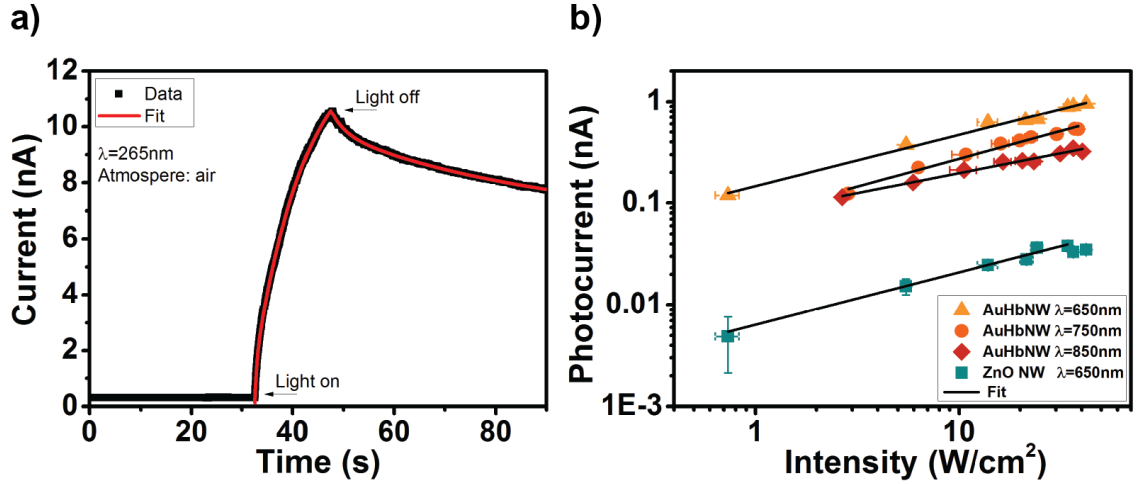 a)
12
10
8
6
4
2
0
Current (nA)
Data
Fit
λ=265nm
Atmospere: air
Light off
Light on
0
20
40
60
80
Time (s)
b)
1
0.1
0.01
1E-3
Photocurrent (nA)
AuHbNW λ=650nm
AuHbNW λ=750nm
AuHbNW λ=850nm
ZnO NW λ=650nm
Fit
1
10
Intensity (W/cm²)